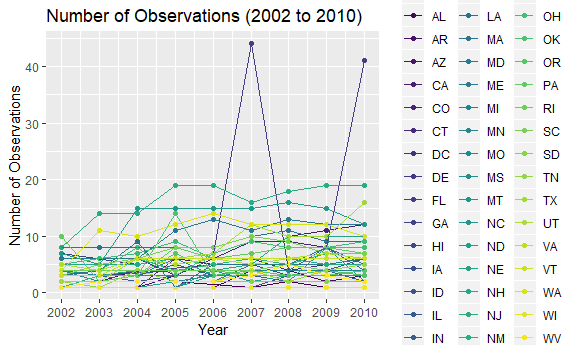 Number of Observations (2002 to 2010)
Number of Observations
40
30
20
10
0
2002 2003 2004 2005 2006 2007 2008 2009 2010
Year
AL LA OH
AR MA OK
AZ MD OR
CA ME PA
CO MI RI
CT MN SC
DC MO SD
DE MS TN
FL MT TX
GA NC UT
HI ND VA
IA NE VT
ID NH WA
IL NJ WI
IN NM WV